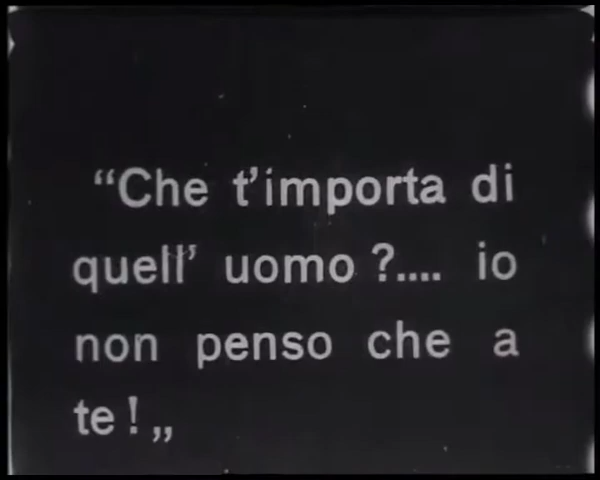 “Che t’importa di
quell’ uomo ?.... io
non penso che a
te ! „